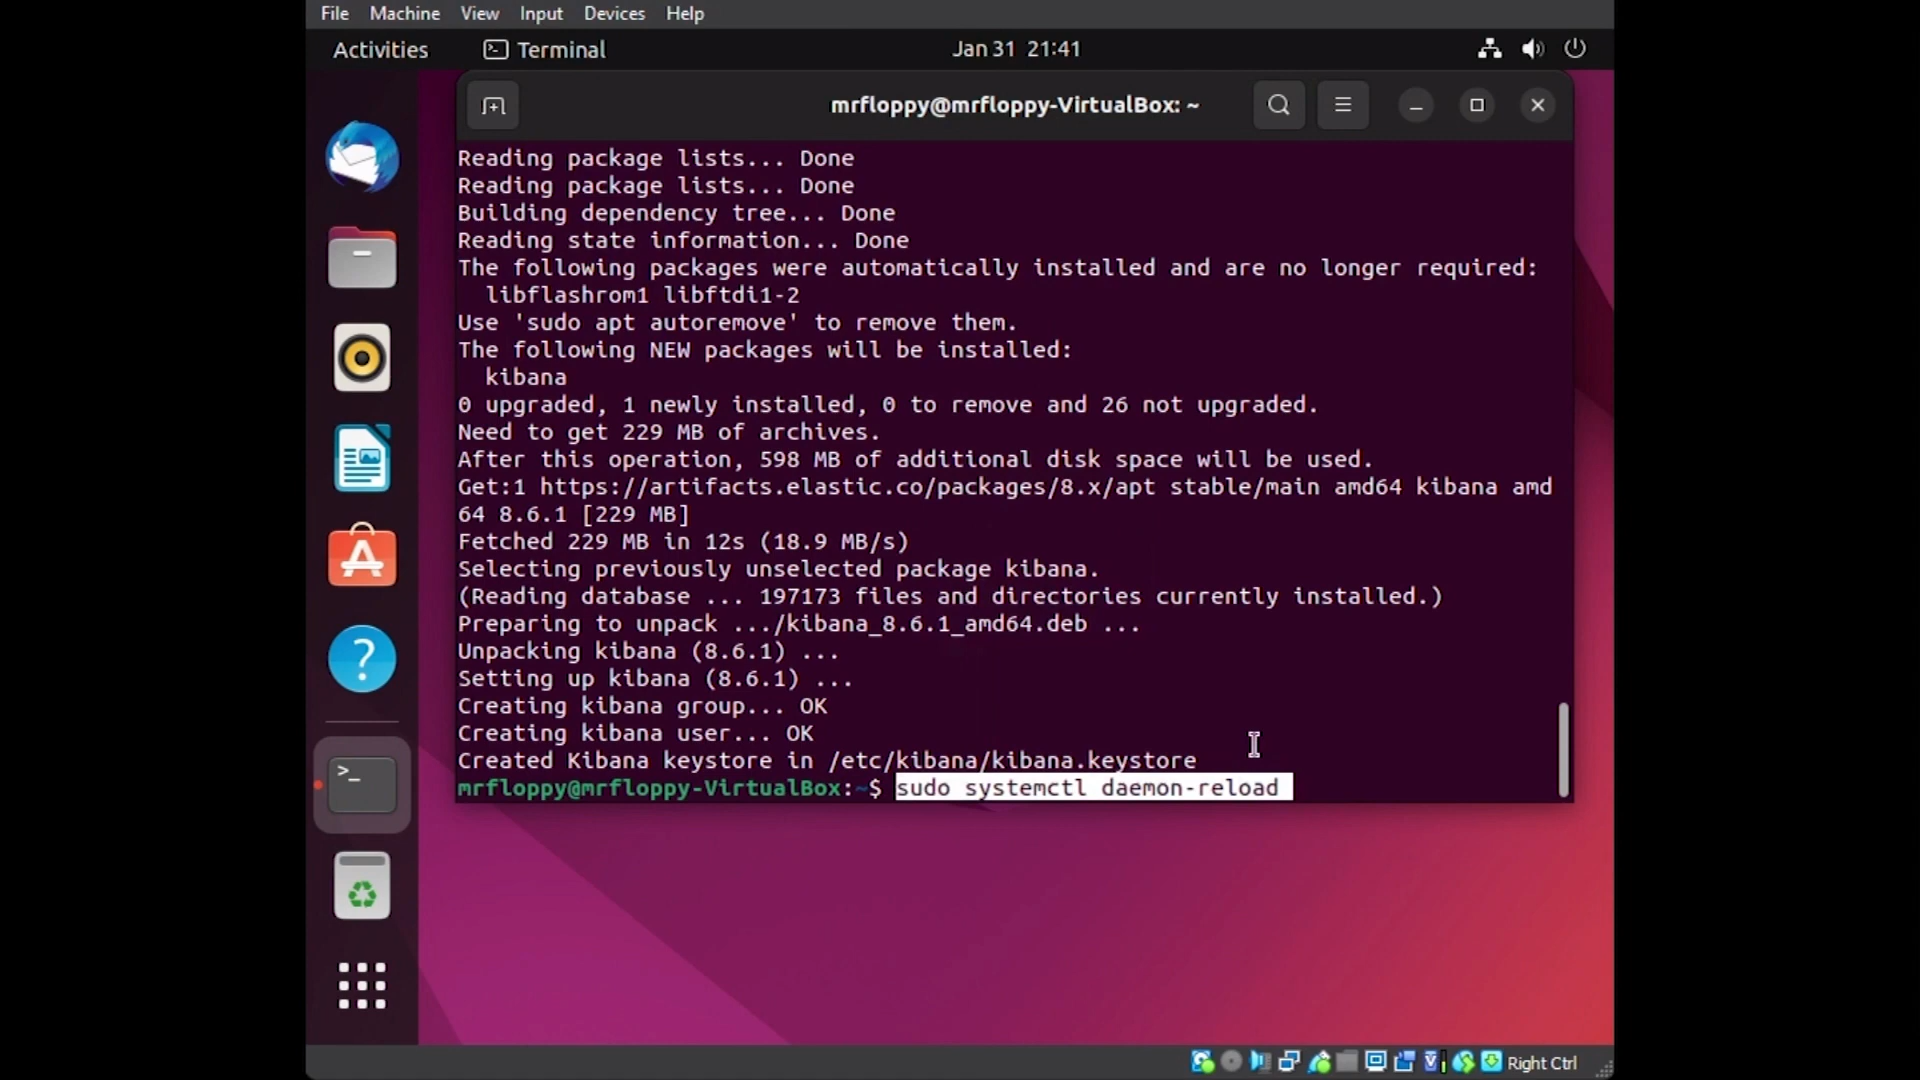 File Machine View Input Devices Help
Activities Terminal Jan 31 21:41
mrfloppy@mrfloppy-VirtualBox: ~
Reading package lists... Done
Reading package lists... Done
Building dependency tree... Done
Reading state information... Done
The following packages were automatically installed and are no longer required:
libflashrom1 libftdi1-2
Use 'sudo apt autoremove' to remove them.
The following NEW packages will be installed:
kibana
0 upgraded, 1 newly installed, 0 to remove and 26 not upgraded.
Need to get 229 MB of archives.
After this operation, 598 MB of additional disk space will be used.
Get:1 https://artifacts.elastic.co/packages/8.x/apt stable/main amd64 kibana amd
64 8.6.1 [229 MB]
Fetched 229 MB in 12s (18.9 MB/s)
Selecting previously unselected package kibana.
(Reading database ... 197173 files and directories currently installed.)
Preparing to unpack .../kibana_8.6.1_amd64.deb ...
Unpacking kibana (8.6.1) ...
Setting up kibana (8.6.1) ...
Creating kibana group... OK
Creating kibana user... OK
Created Kibana keystore in /etc/kibana/kibana.keystore
mrfloppy@mrfloppy-VirtualBox:~$ sudo systemctl daemon-reload
Right Ctrl